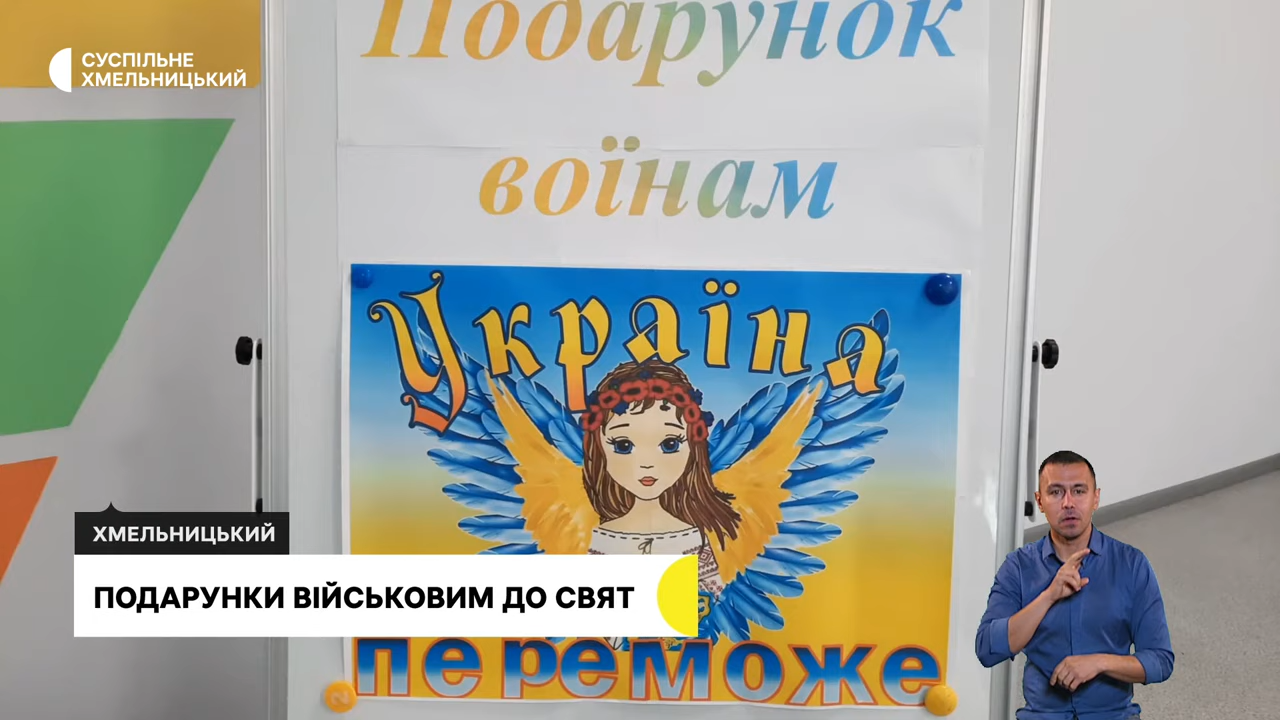 СУСПІЛЬНЕ
ХМЕЛЬНИЦЬКИЙ
Подарунок
воїнам
Україна
переможе
ХМЕЛЬНИЦЬКИЙ
ПОДАРУНКИ ВІЙСЬКОВИМ ДО СВЯТ